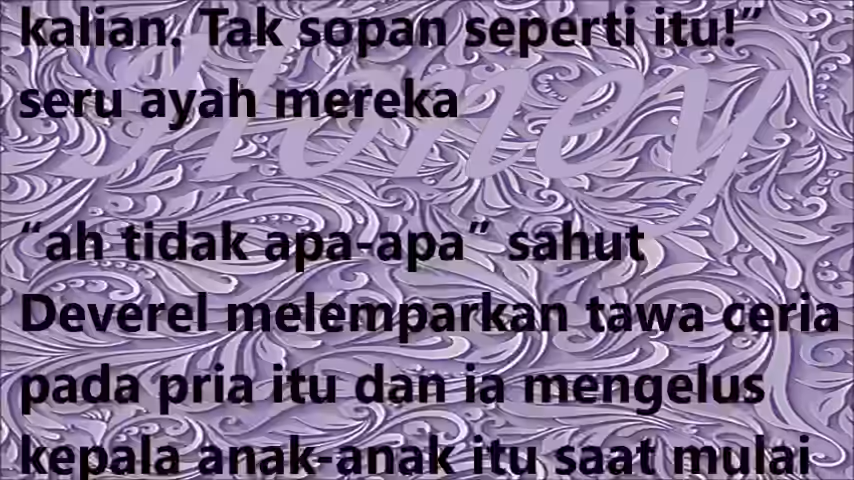 kalian. Tak sopan seperti itu!”
seru ayah mereka
Honey
“ah tidak apa-apa” sahut
Deverel melemparkan tawa ceria
pada pria itu dan ia mengelus
kepala anak-anak itu saat mulai